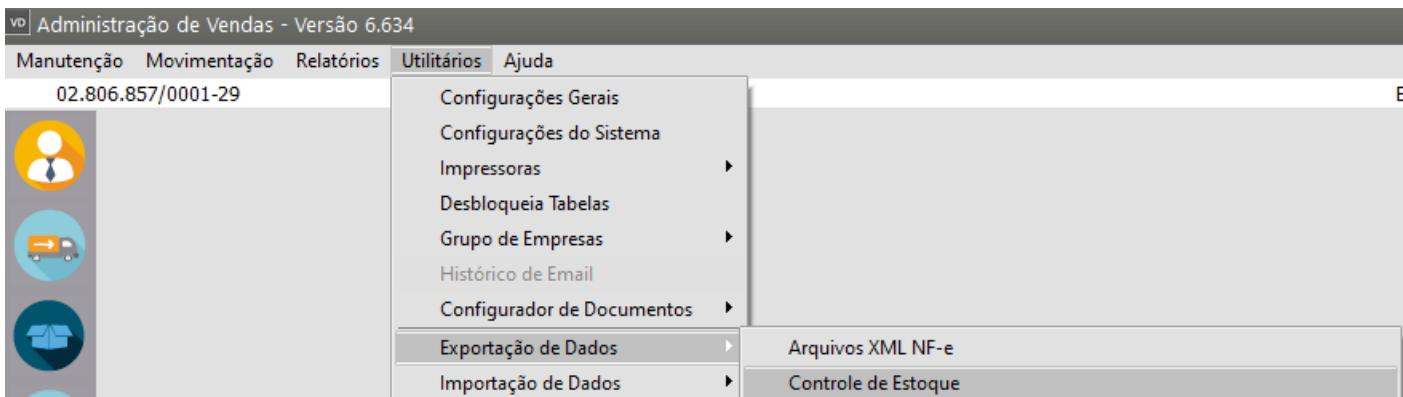 VD Administração de Vendas - Versão 6.634
Manutenção Movimentação Relatórios Utilitários Ajuda
02.806.857/0001-29 E
Configurações Gerais
Configurações do Sistema
Impressoras
Desbloqueia Tabelas
Grupo de Empresas
Histórico de Email
Configurador de Documentos
Exportação de Dados Arquivos XML NF-e
Importação de Dados Controle de Estoque